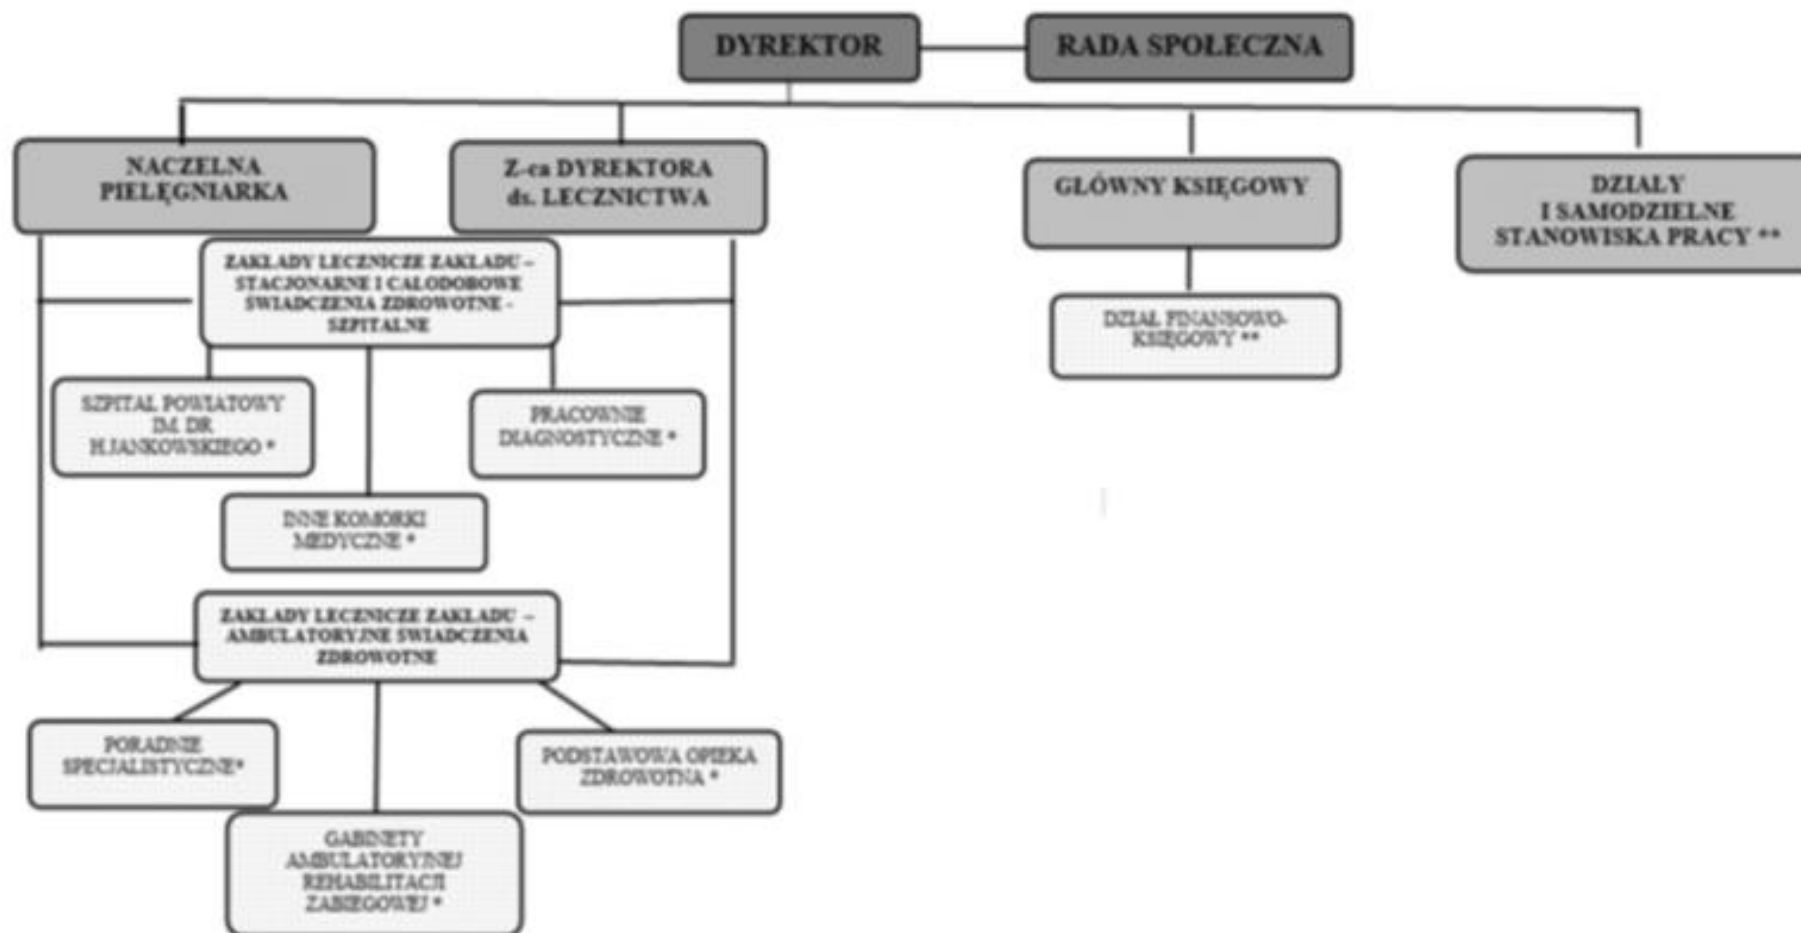 DYREKTOR
RADA SPOŁECZNA
NACZELNA
PIELĘGNIARKA
Z-ca DYREKTORA
ds. LECZNICTWA
GŁÓWNY KSIĘGOWY
DZIAŁY
I SAMODZIELNE
STANOWISKA PRACY **
ZAKŁADY LECZNICZE ZAKŁADU –
STACJONARNE I CAŁODOBOWE
ŚWIADCZENIA ZDROWOTNE -
SZPITALNE
DZIAŁ FINANSOWO-
KSIĘGOWY **
SZPITAL POWIATOWY
IM. DR
H.JANKOWSKIEGO *
PRACOWNIE
DIAGNOSTYCZNE *
INNE KOMÓRKI
MEDYCZNE *
ZAKŁADY LECZNICZE ZAKŁADU –
AMBULATORYJNE ŚWIADCZENIA
ZDROWOTNE
PORADNIE
SPECJALISTYCZNE*
PODSTAWOWA OPIEKA
ZDROWOTNA *
GABINETY
AMBULATORYJNEJ
REHABILITACJI
ZABIEGOWEJ *